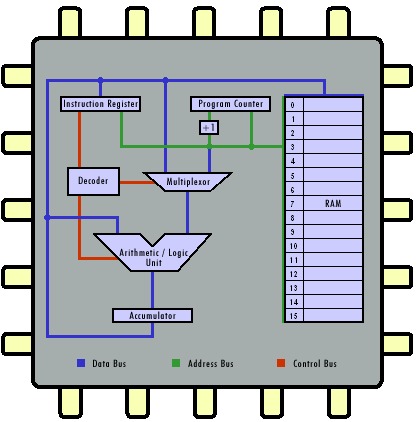 Instruction Register
Program Counter
+1
Decoder
Multiplexor
Arithmetic / Logic
Unit
Accumulator
0
1
2
3
4
5
6
7 RAM
8
9
10
11
12
13
14
15
Data Bus
Address Bus
Control Bus